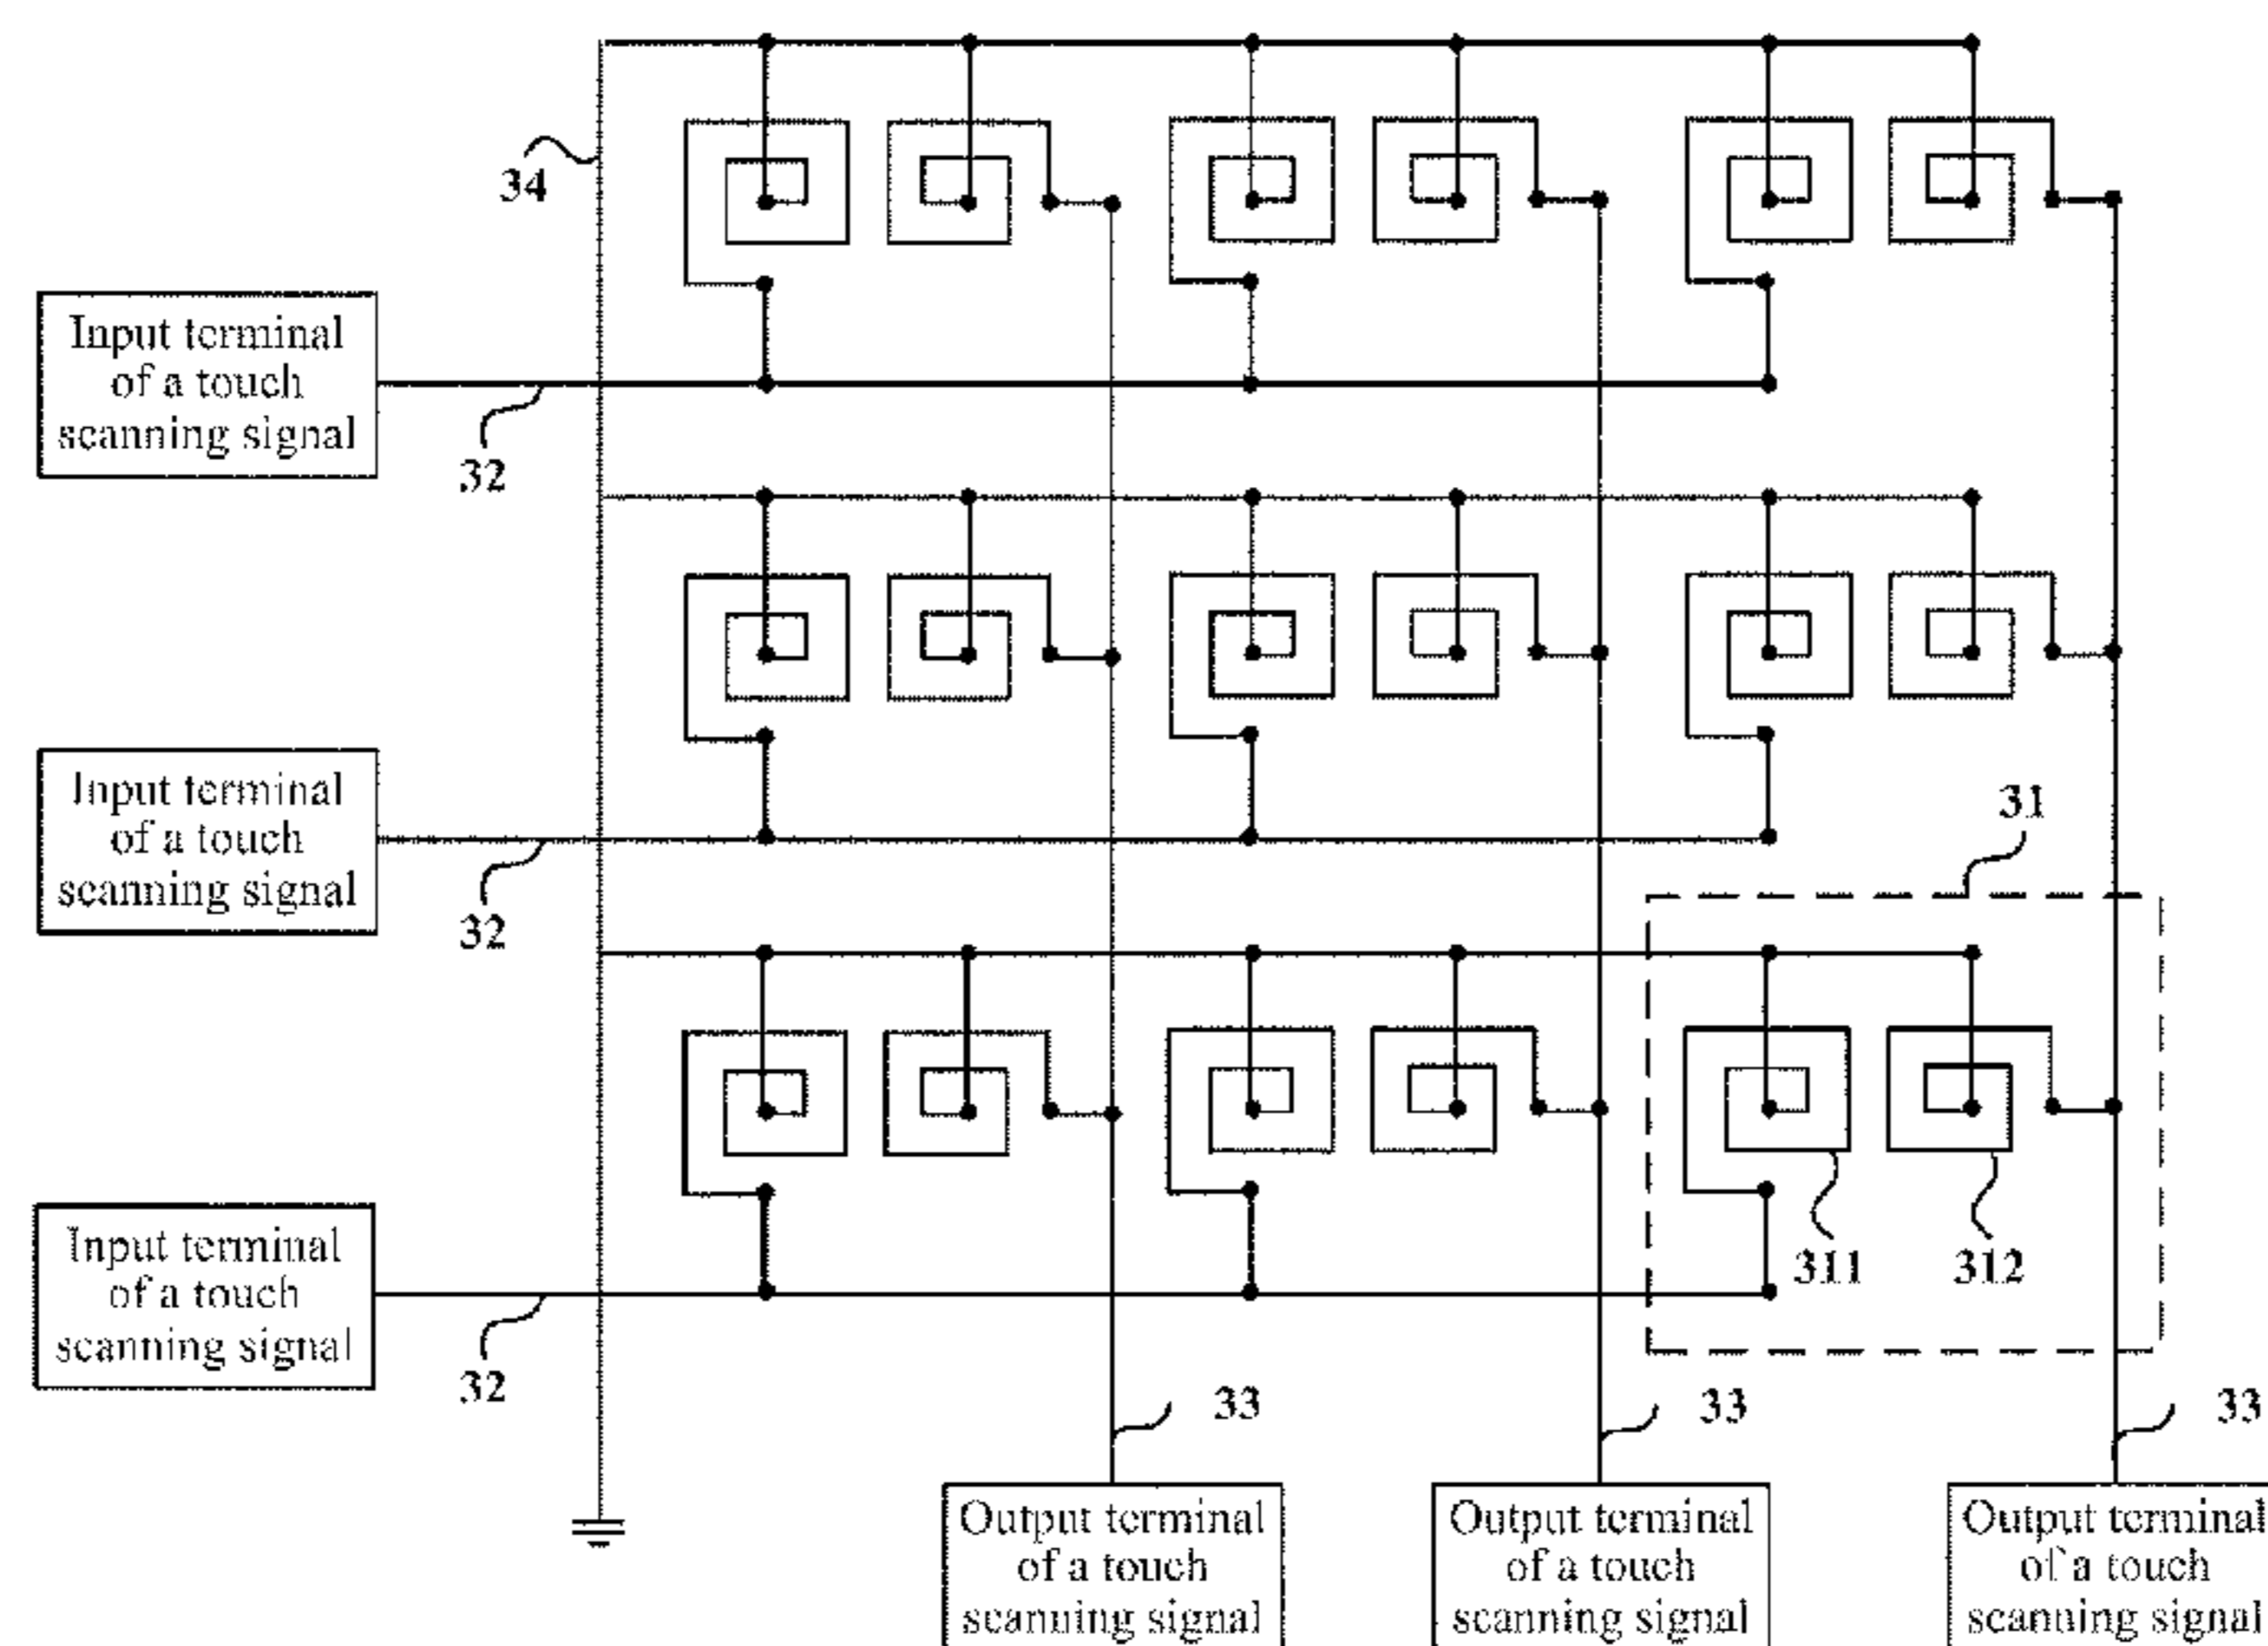 34
Input terminal
of a touch
scanning signal
32
Input terminal
of a touch
scanning signal
32
31
Input terminal
of a touch
scanning signal
32
311
312
33
33
33
Output terminal
of a touch
scanning signal
Output terminal
of a touch
scanning signal
Output terminal
of a touch
scanning signal